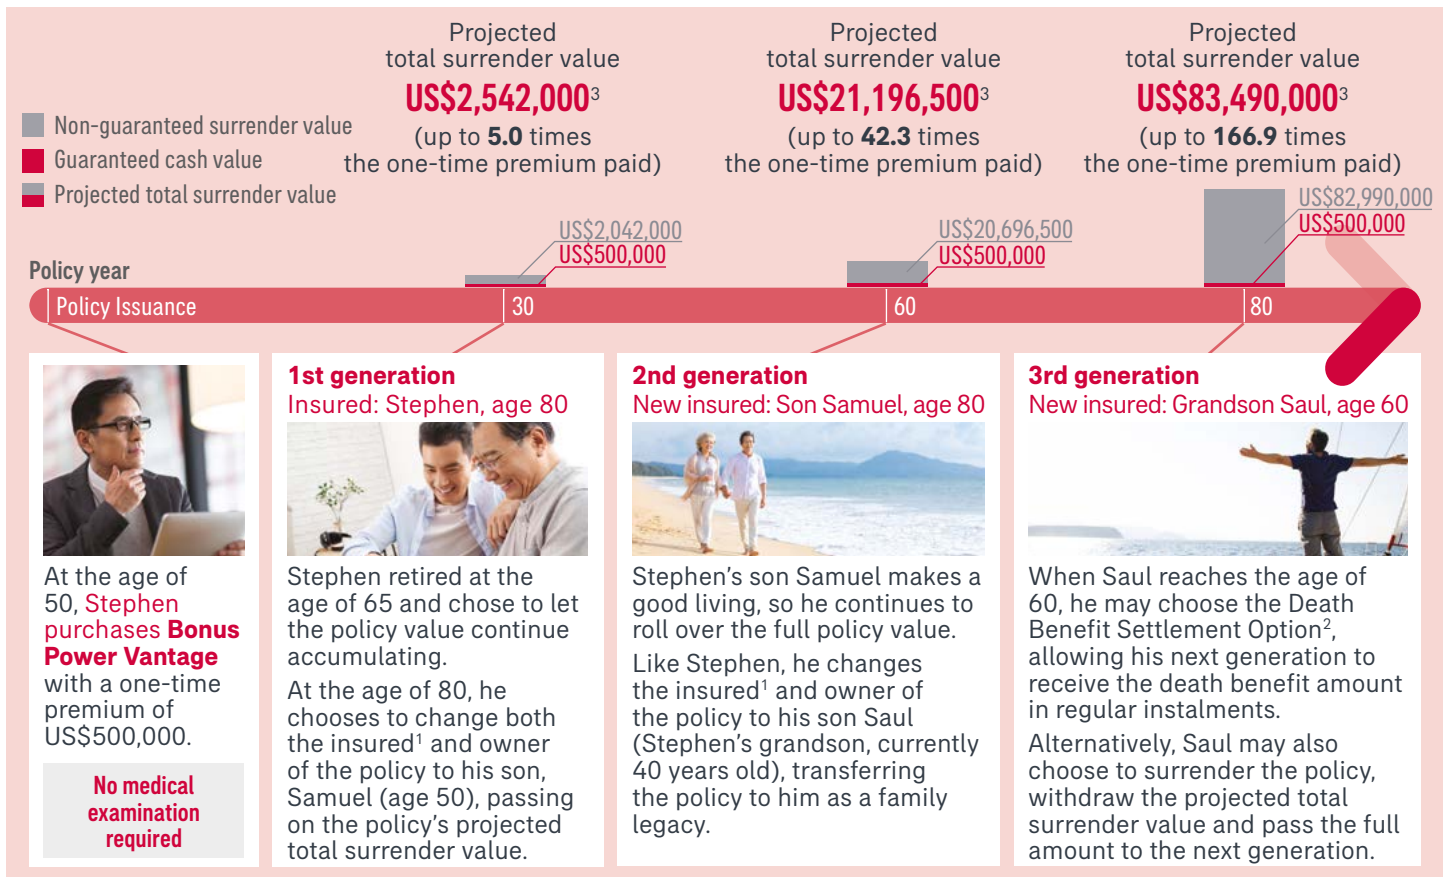 Projected
total surrender value
US$2,542,000³
(up to 5.0 times
the one-time premium paid)
Projected
total surrender value
US$21,196,500³
(up to 42.3 times
the one-time premium paid)
Projected
total surrender value
US$83,490,000³
(up to 166.9 times
the one-time premium paid)
Non-guaranteed surrender value
Guaranteed cash value
Projected total surrender value
US$2,042,000
US$500,000
US$20,696,500
US$500,000
US$82,990,000
US$500,000
Policy year
Policy Issuance
30
60
80
At the age of
50, Stephen
purchases Bonus
Power Vantage
with a one-time
premium of
US$500,000.
No medical
examination
required
1st generation
Insured: Stephen, age 80
Stephen retired at the
age of 65 and chose to let
the policy value continue
accumulating.
At the age of 80, he
chooses to change both
the insured¹ and owner
of the policy to his son,
Samuel (age 50), passing
on the policy's projected
total surrender value.
2nd generation
New insured: Son Samuel, age 80
Stephen's son Samuel makes a
good living, so he continues to
roll over the full policy value.
Like Stephen, he changes
the insured¹ and owner of
the policy to his son Saul
(Stephen's grandson, currently
40 years old), transferring
the policy to him as a family
legacy.
3rd generation
New insured: Grandson Saul, age 60
When Saul reaches the age of
60, he may choose the Death
Benefit Settlement Option²,
allowing his next generation to
receive the death benefit amount
in regular instalments.
Alternatively, Saul may also
choose to surrender the policy,
withdraw the projected total
surrender value and pass the full
amount to the next generation.